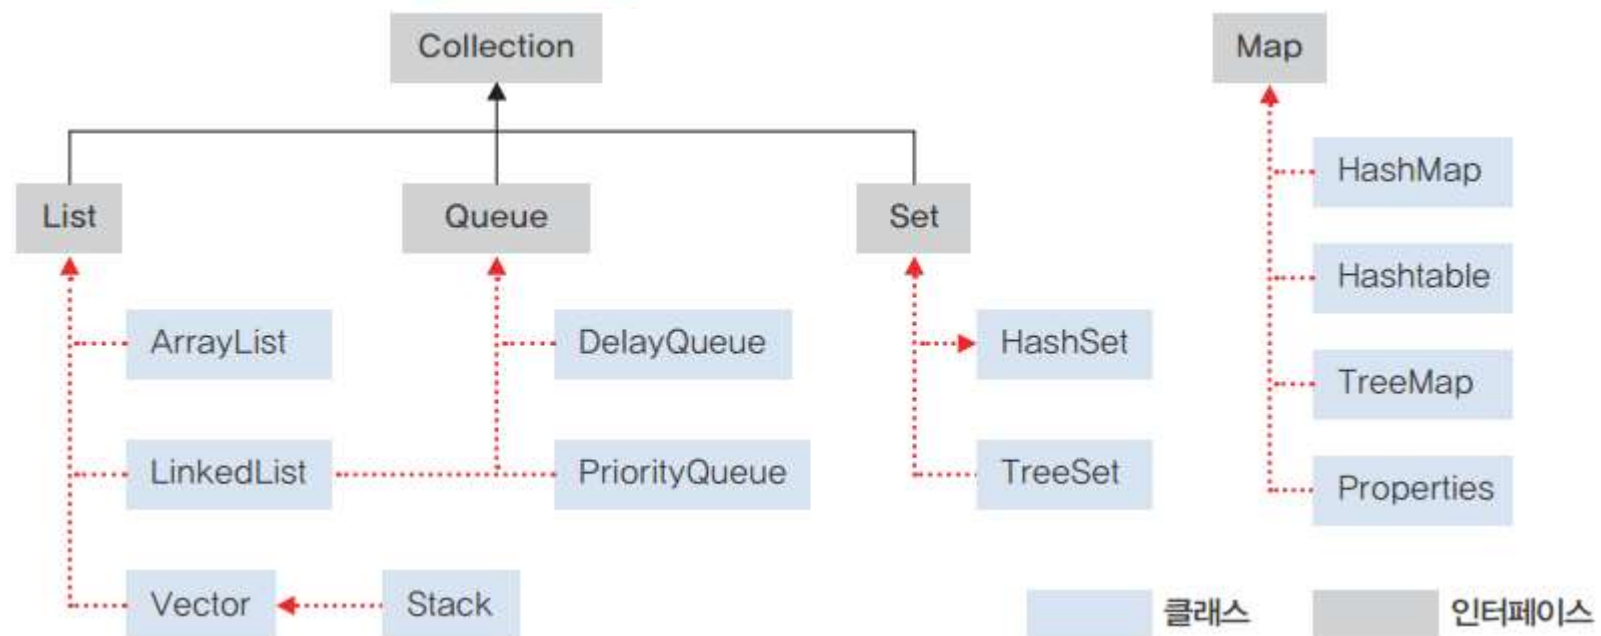 Collection
Map
HashMap
List
Queue
Set
Hashtable
ArrayList
DelayQueue
HashSet
TreeMap
LinkedList
PriorityQueue
TreeSet
Properties
Vector
Stack
클래스
인터페이스